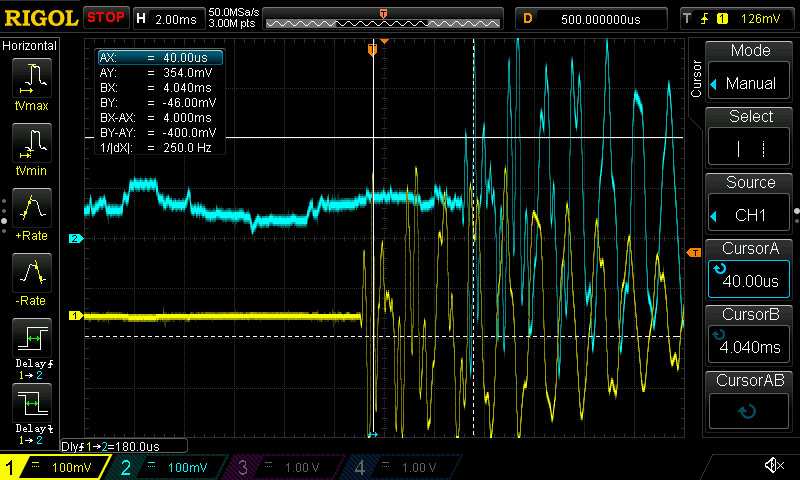 RIGOL STOP H 2.00ms 50.0MSa/s 3.00M pts T D 500.000000us T 1 126mV
Horizontal
tVmax
tVmin
+Rate
-Rate
Delay
1→2
Delay
1→2
AX: = 40.00us
AY: = 354.0mV
BX: = 4.040ms
BY: = -46.00mV
BX-AX: = 4.000ms
BY-AY: = -400.0mV
1/|dX|: = 250.0 Hz
T
2
1
T
Dly 1→2=180.0us
Cursor
Mode
Manual
Select
Source
CH1
CursorA
40.00us
CursorB
4.040ms
CursorAB
1 = 100mV 2 = 100mV 3 = 1.00 V 4 = 1.00 V